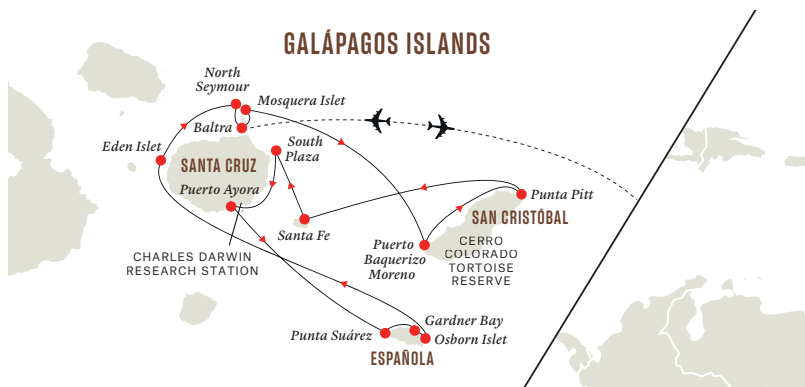 GALÁPAGOS ISLANDS
North
Seymour
Mosquera Islet
Baltra
South
Plaza
Eden Islet
SANTA CRUZ
Puerto Ayora
Punta Pitt
SAN CRISTÓBAL
Santa Fe
Puerto
Baquerizo
Moreno
CERRO
COLORADO
TORTOISE
RESERVE
CHARLES DARWIN
RESEARCH STATION
Gardner Bay
Punta Suárez
Osborn Islet
ESPAÑOLA